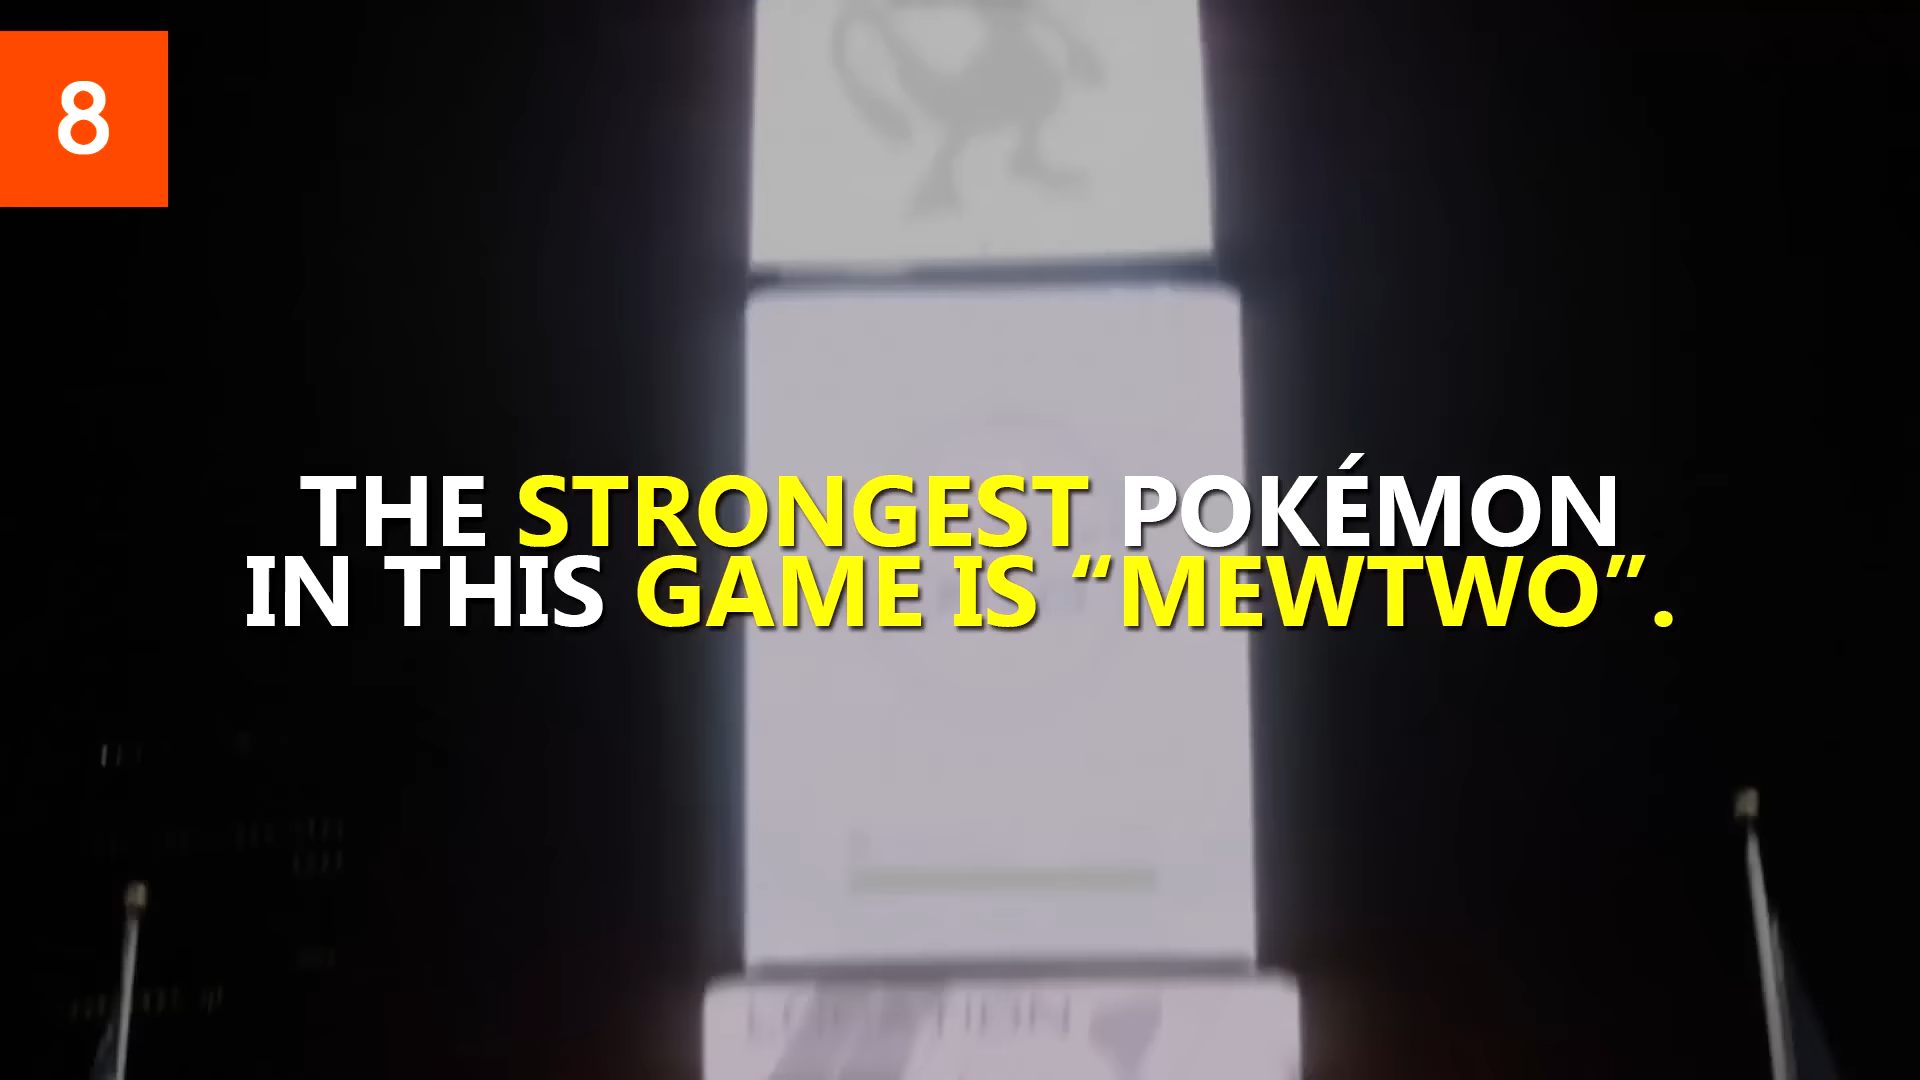 8
THE STRONGEST POKÉMON
IN THIS GAME IS “MEWTWO”.